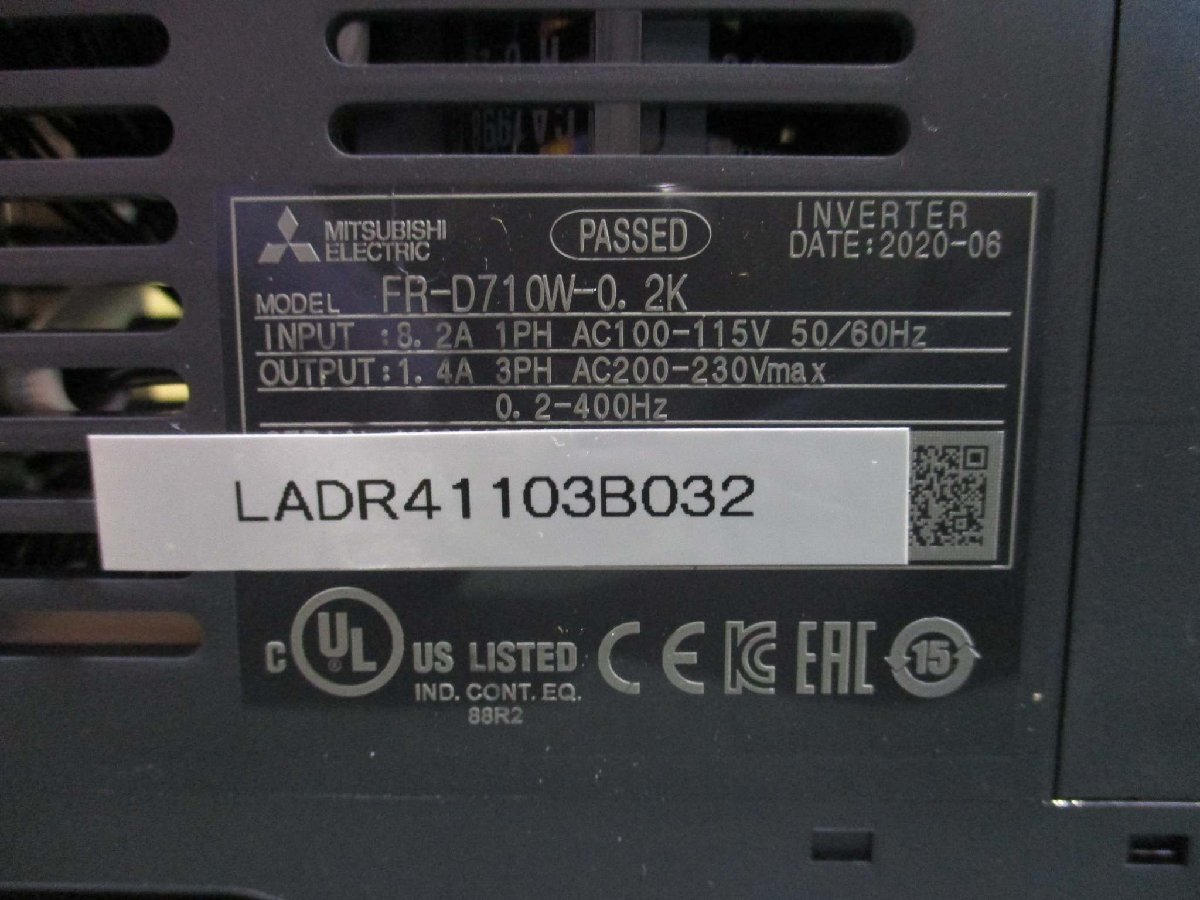 MITSUBISHI
ELECTRIC
PASSED
INVERTER
DATE:2020-06
MODEL FR-D710W-0.2K
INPUT :8.2A 1PH AC100-115V 50/60Hz
OUTPUT:1.4A 3PH AC200-230Vmax
0.2-400Hz
LADR41103B032
C UL ® US LISTED
IND. CONT. EQ.
88R2
CE KC EAC 15